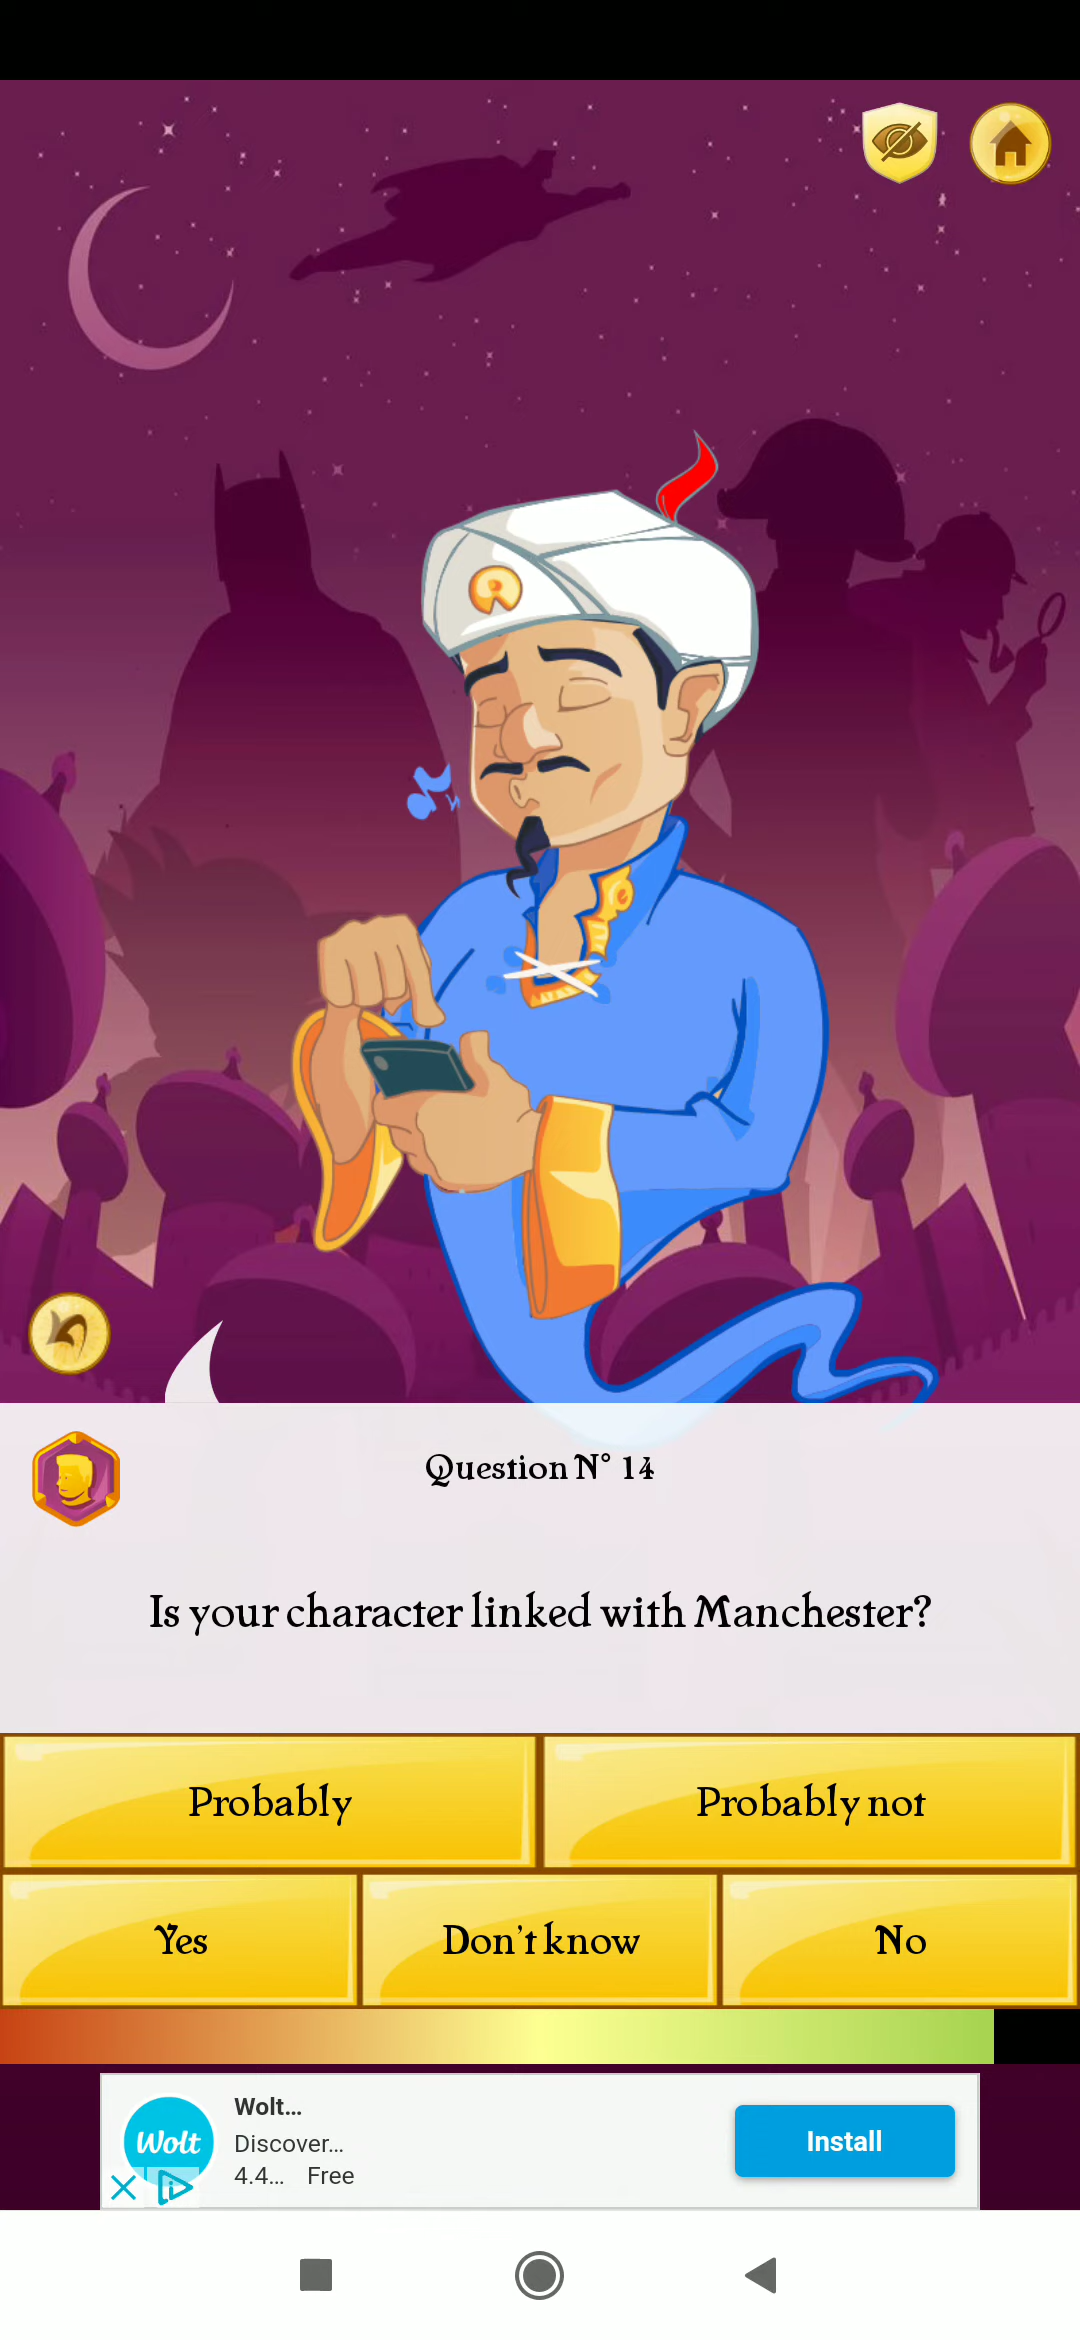 Question N° 14
Is your character linked with Manchester?
Probably
Probably not
Yes
Don't know
No
Wolt
Wolt...
Discover...
4.4... Free
Install